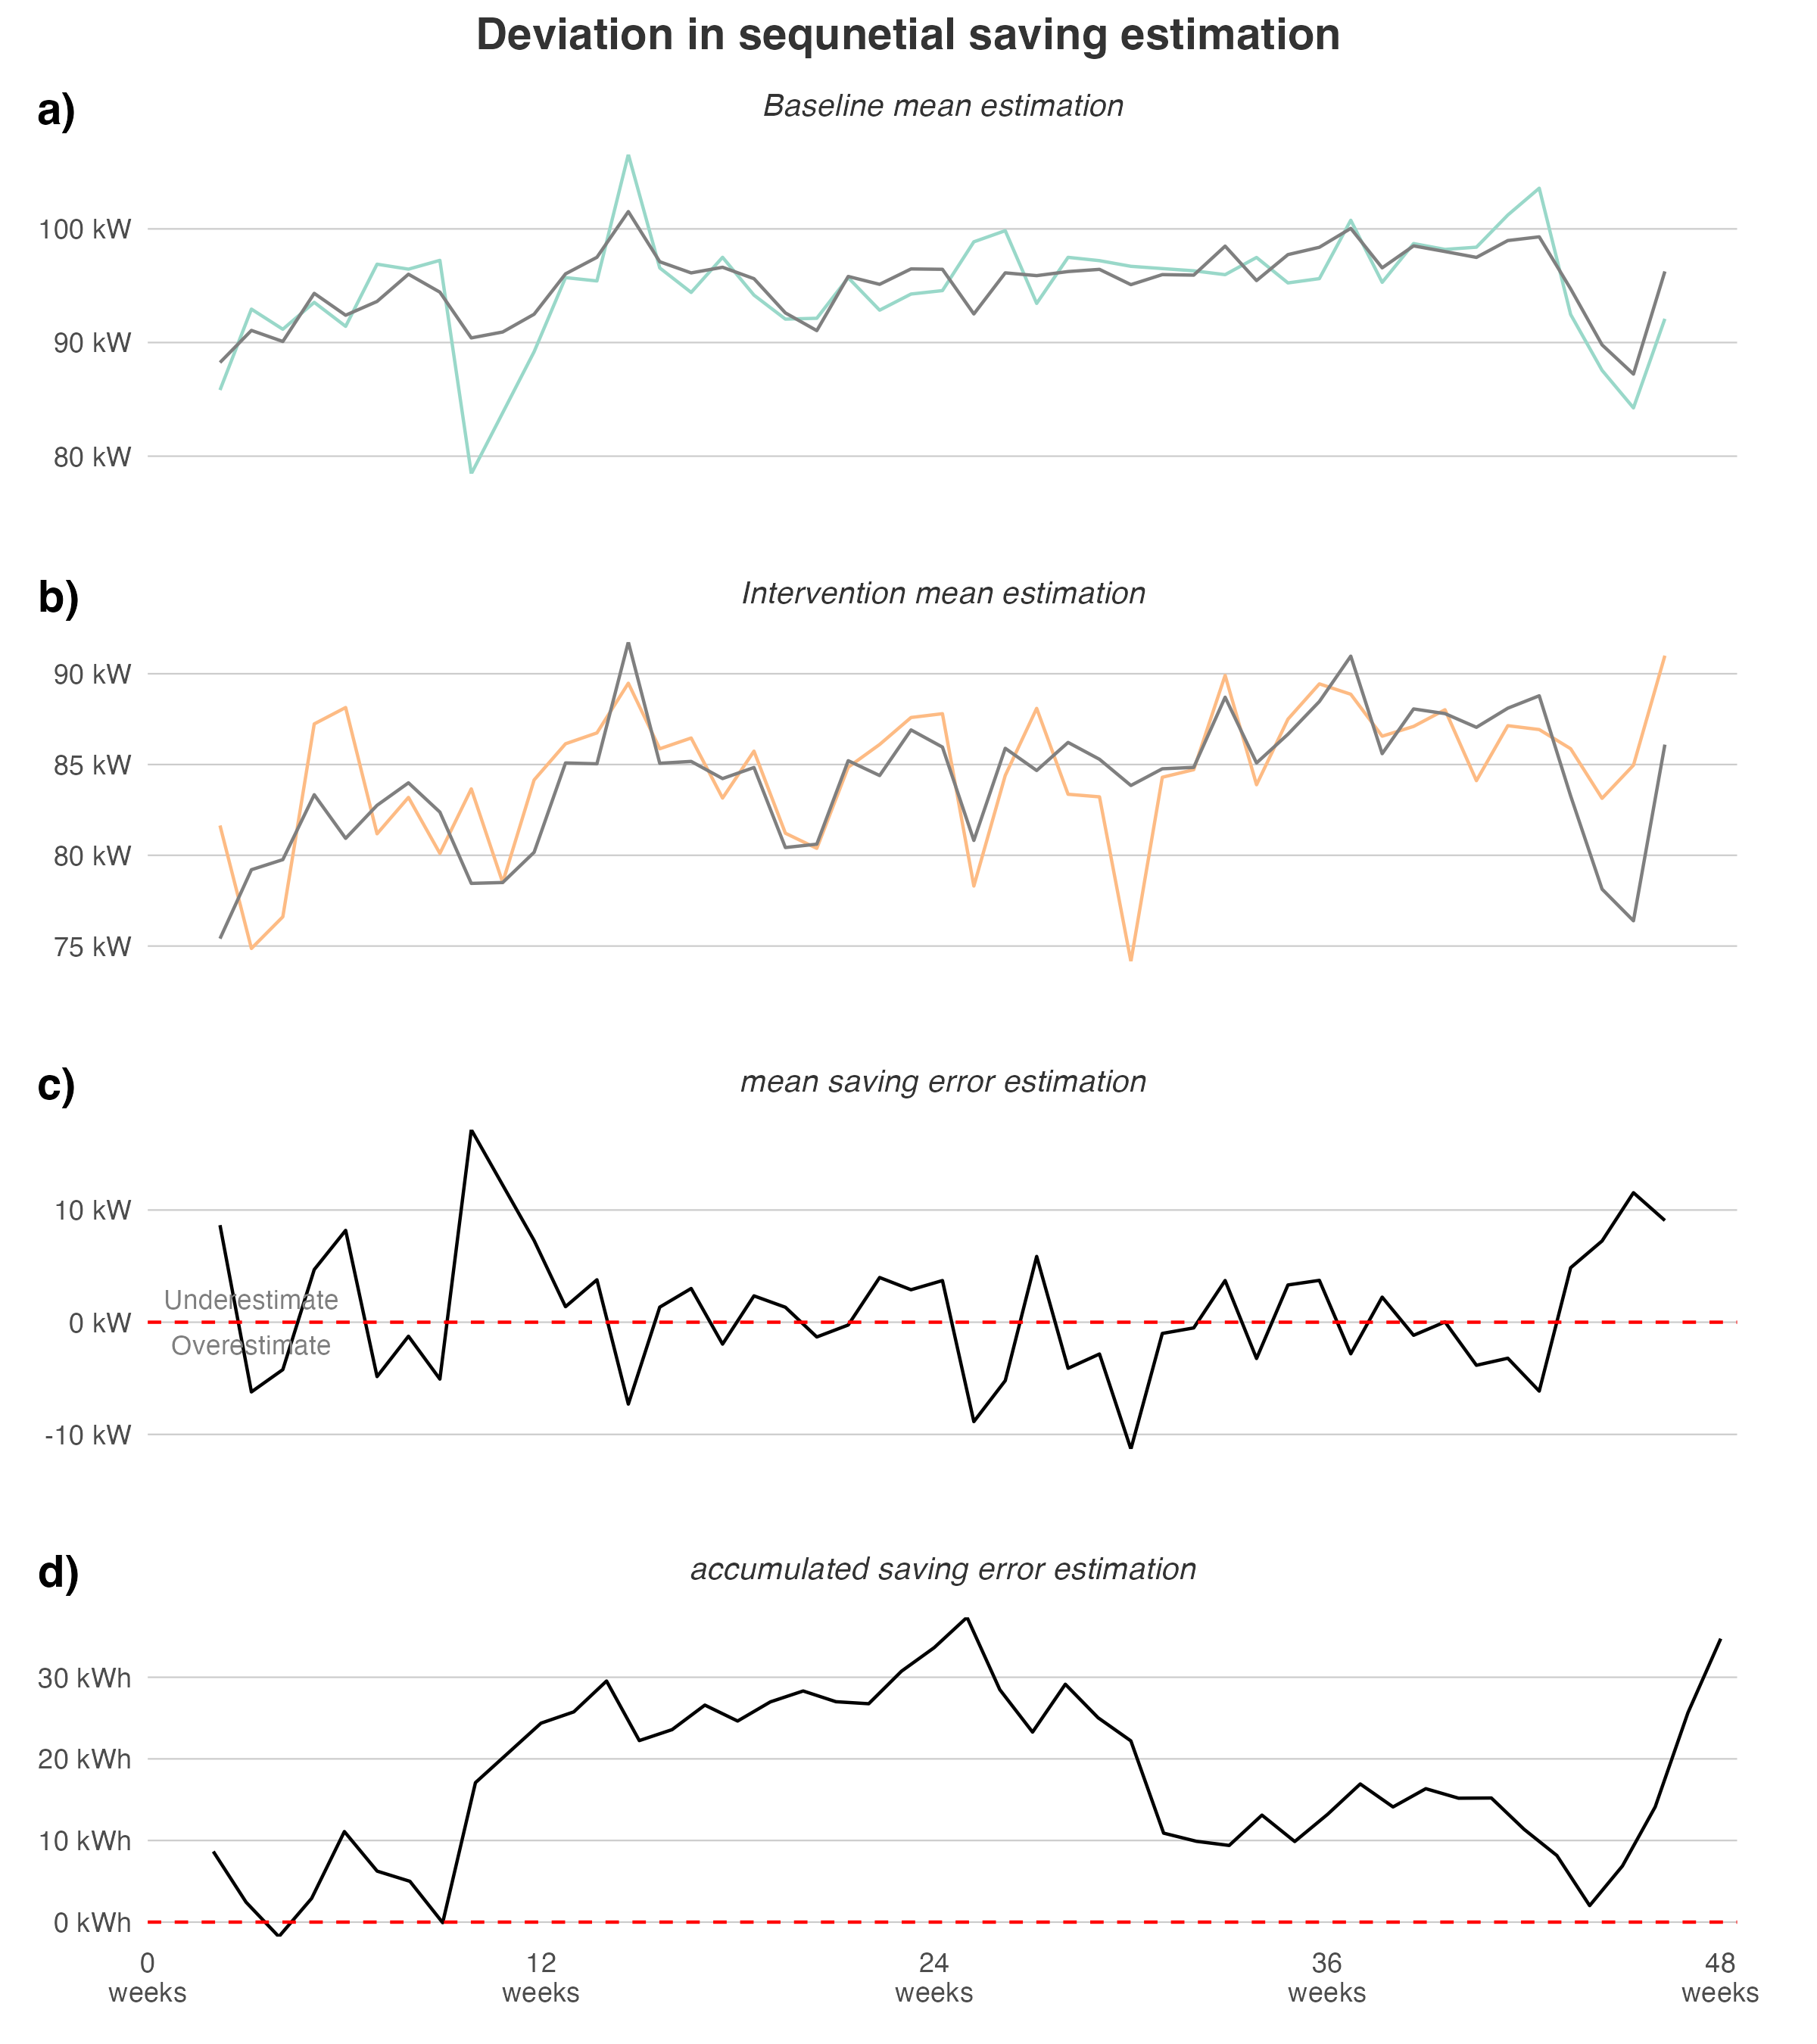 Deviation in sequnetial saving estimation
a)
Baseline mean estimation
100 kW
90 kW
80 kW
b)
Intervention mean estimation
90 kW
85 kW
80 kW
75 kW
c)
mean saving error estimation
10 kW
Underestimate
0 kW
Overestimate
-10 kW
d)
accumulated saving error estimation
30 kWh
20 kWh
10 kWh
0 kWh
0 12 24 36 48
weeks weeks weeks weeks weeks